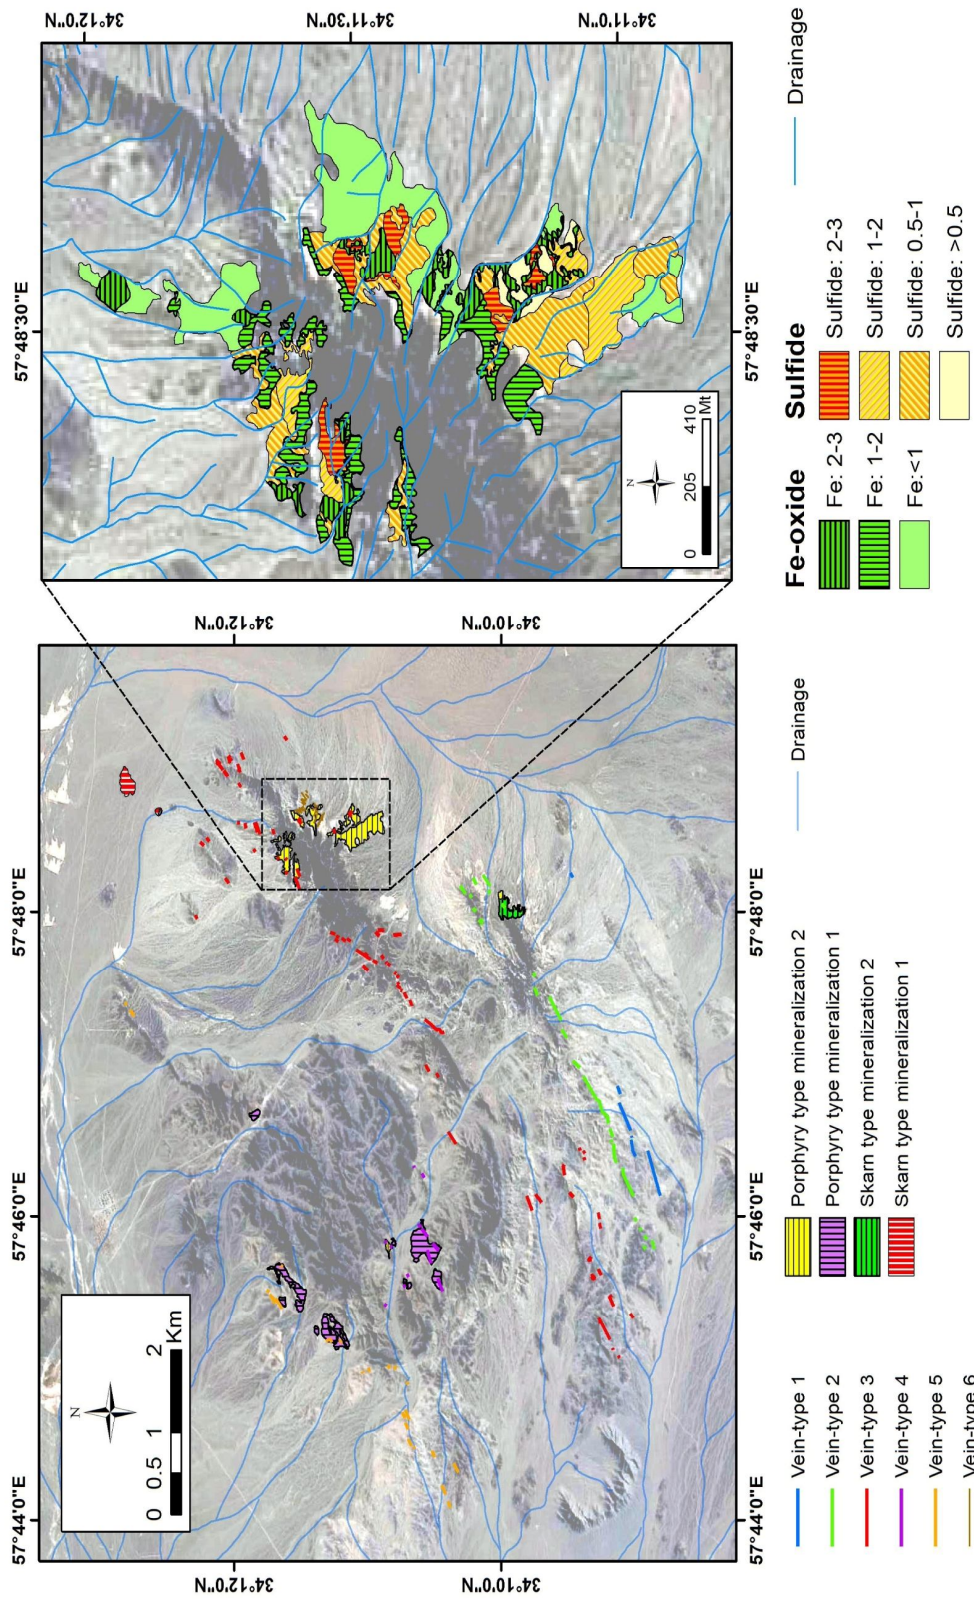 57°44'0"E
57°46'0"E
57°48'0"E
34°12'0"N
34°10'0"N
34°12'0"N
34°10'0"N
N
0 0.5 1 2
Km
57°48'30"E
57°48'30"E
34°12'0"N
34°11'30"N
34°11'0"N
N
0 205 410
Mt
Vein-type 1
Vein-type 2
Vein-type 3
Vein-type 4
Vein-type 5
Vein-type 6
Porphyry type mineralization 2
Porphyry type mineralization 1
Skarn type mineralization 2
Skarn type mineralization 1
Drainage
Fe-oxide
Fe: 2-3
Fe: 1-2
Fe:<1
Sulfide
Sulfide: 2-3
Sulfide: 1-2
Sulfide: 0.5-1
Sulfide: >0.5
Drainage
57°44'0"E
57°46'0"E
57°48'0"E